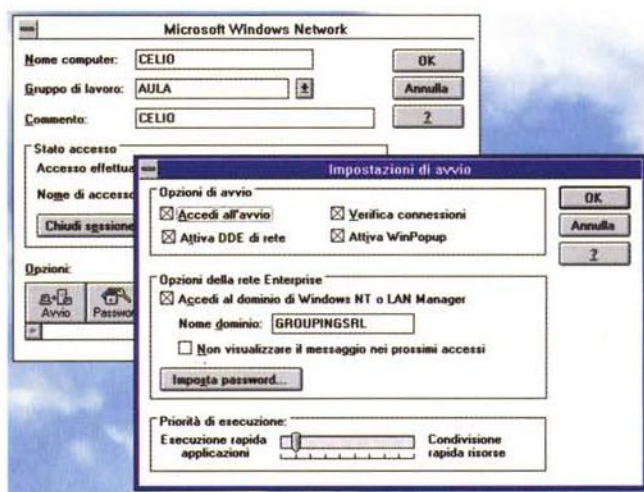 Microsoft Windows Network
Nome computer: CELIO OK
Gruppo di lavoro: AULA Annulla
Commento: CELIO ?
Stato accesso
Accesso effettua
Nome di accesso
Chiudi sessione
Opzioni:
Avvio Passwor
Impostazioni di avvio
Opzioni di avvio OK
Accedi all'avvio Verifica connessioni Annulla
Attiva DDE di rete Attiva WinPopup ?
Opzioni della rete Enterprise
Accedi al dominio di Windows NT o LAN Manager
Nome dominio: GROUPINGSRL
Non visualizzare il messaggio nei prossimi accessi
Imposta password...
Priorità di esecuzione:
Esecuzione rapida Condivisione
applicazioni rapida risorse